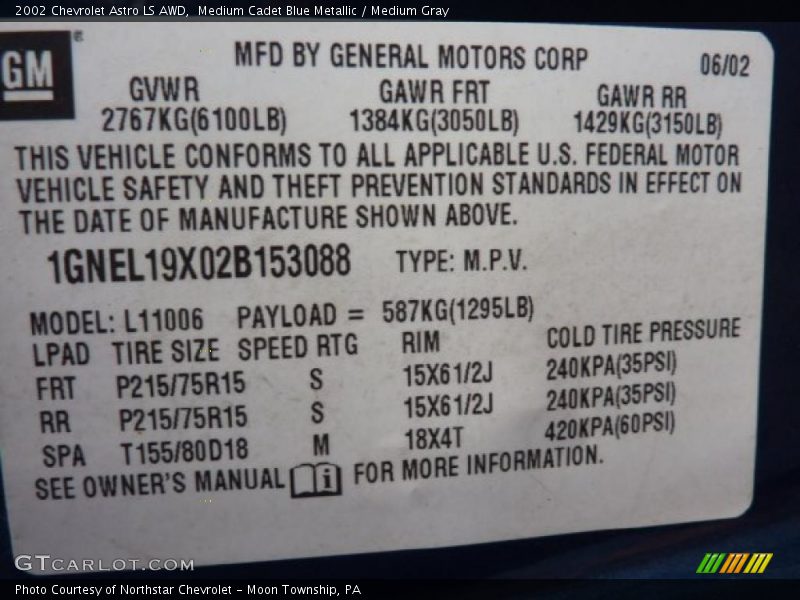 2002 Chevrolet Astro LS AWD,  Medium Cadet Blue Metallic / Medium Gray
GM ®
MFD BY GENERAL MOTORS CORP 06/02
GVWR GAWR FRT GAWR RR
2767KG(6100LB) 1384KG(3050LB) 1429KG(3150LB)
THIS VEHICLE CONFORMS TO ALL APPLICABLE U.S. FEDERAL MOTOR
VEHICLE SAFETY AND THEFT PREVENTION STANDARDS IN EFFECT ON
THE DATE OF MANUFACTURE SHOWN ABOVE.
1GNEL19X02B153088 TYPE: M.P.V.
MODEL: L11006 PAYLOAD = 587KG(1295LB)
LPAD TIRE SIZE SPEED RTG RIM COLD TIRE PRESSURE
FRT P215/75R15 S 15X61/2J 240KPA(35PSI)
RR P215/75R15 S 15X61/2J 240KPA(35PSI)
SPA T155/80D18 M 18X4T 420KPA(60PSI)
SEE OWNER'S MANUAL i FOR MORE INFORMATION.
GTCARLOT.COM
Photo Courtesy of Northstar Chevrolet - Moon Township, PA